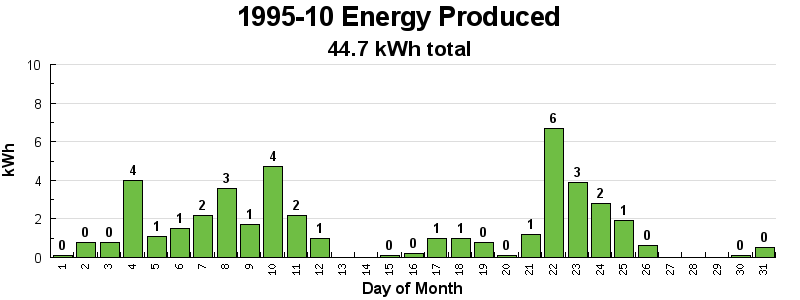 1995-10 Energy Produced
44.7 kWh total
kWh
10
8
6
4
2
0
0 0 0 4 1 1 2 3 1 4 2 1 0 0 1 1 0 0 1 6 3 2 1 0 0 0
1 2 3 4 5 6 7 8 9 10 11 12 13 14 15 16 17 18 19 20 21 22 23 24 25 26 27 28 29 30 31
Day of Month